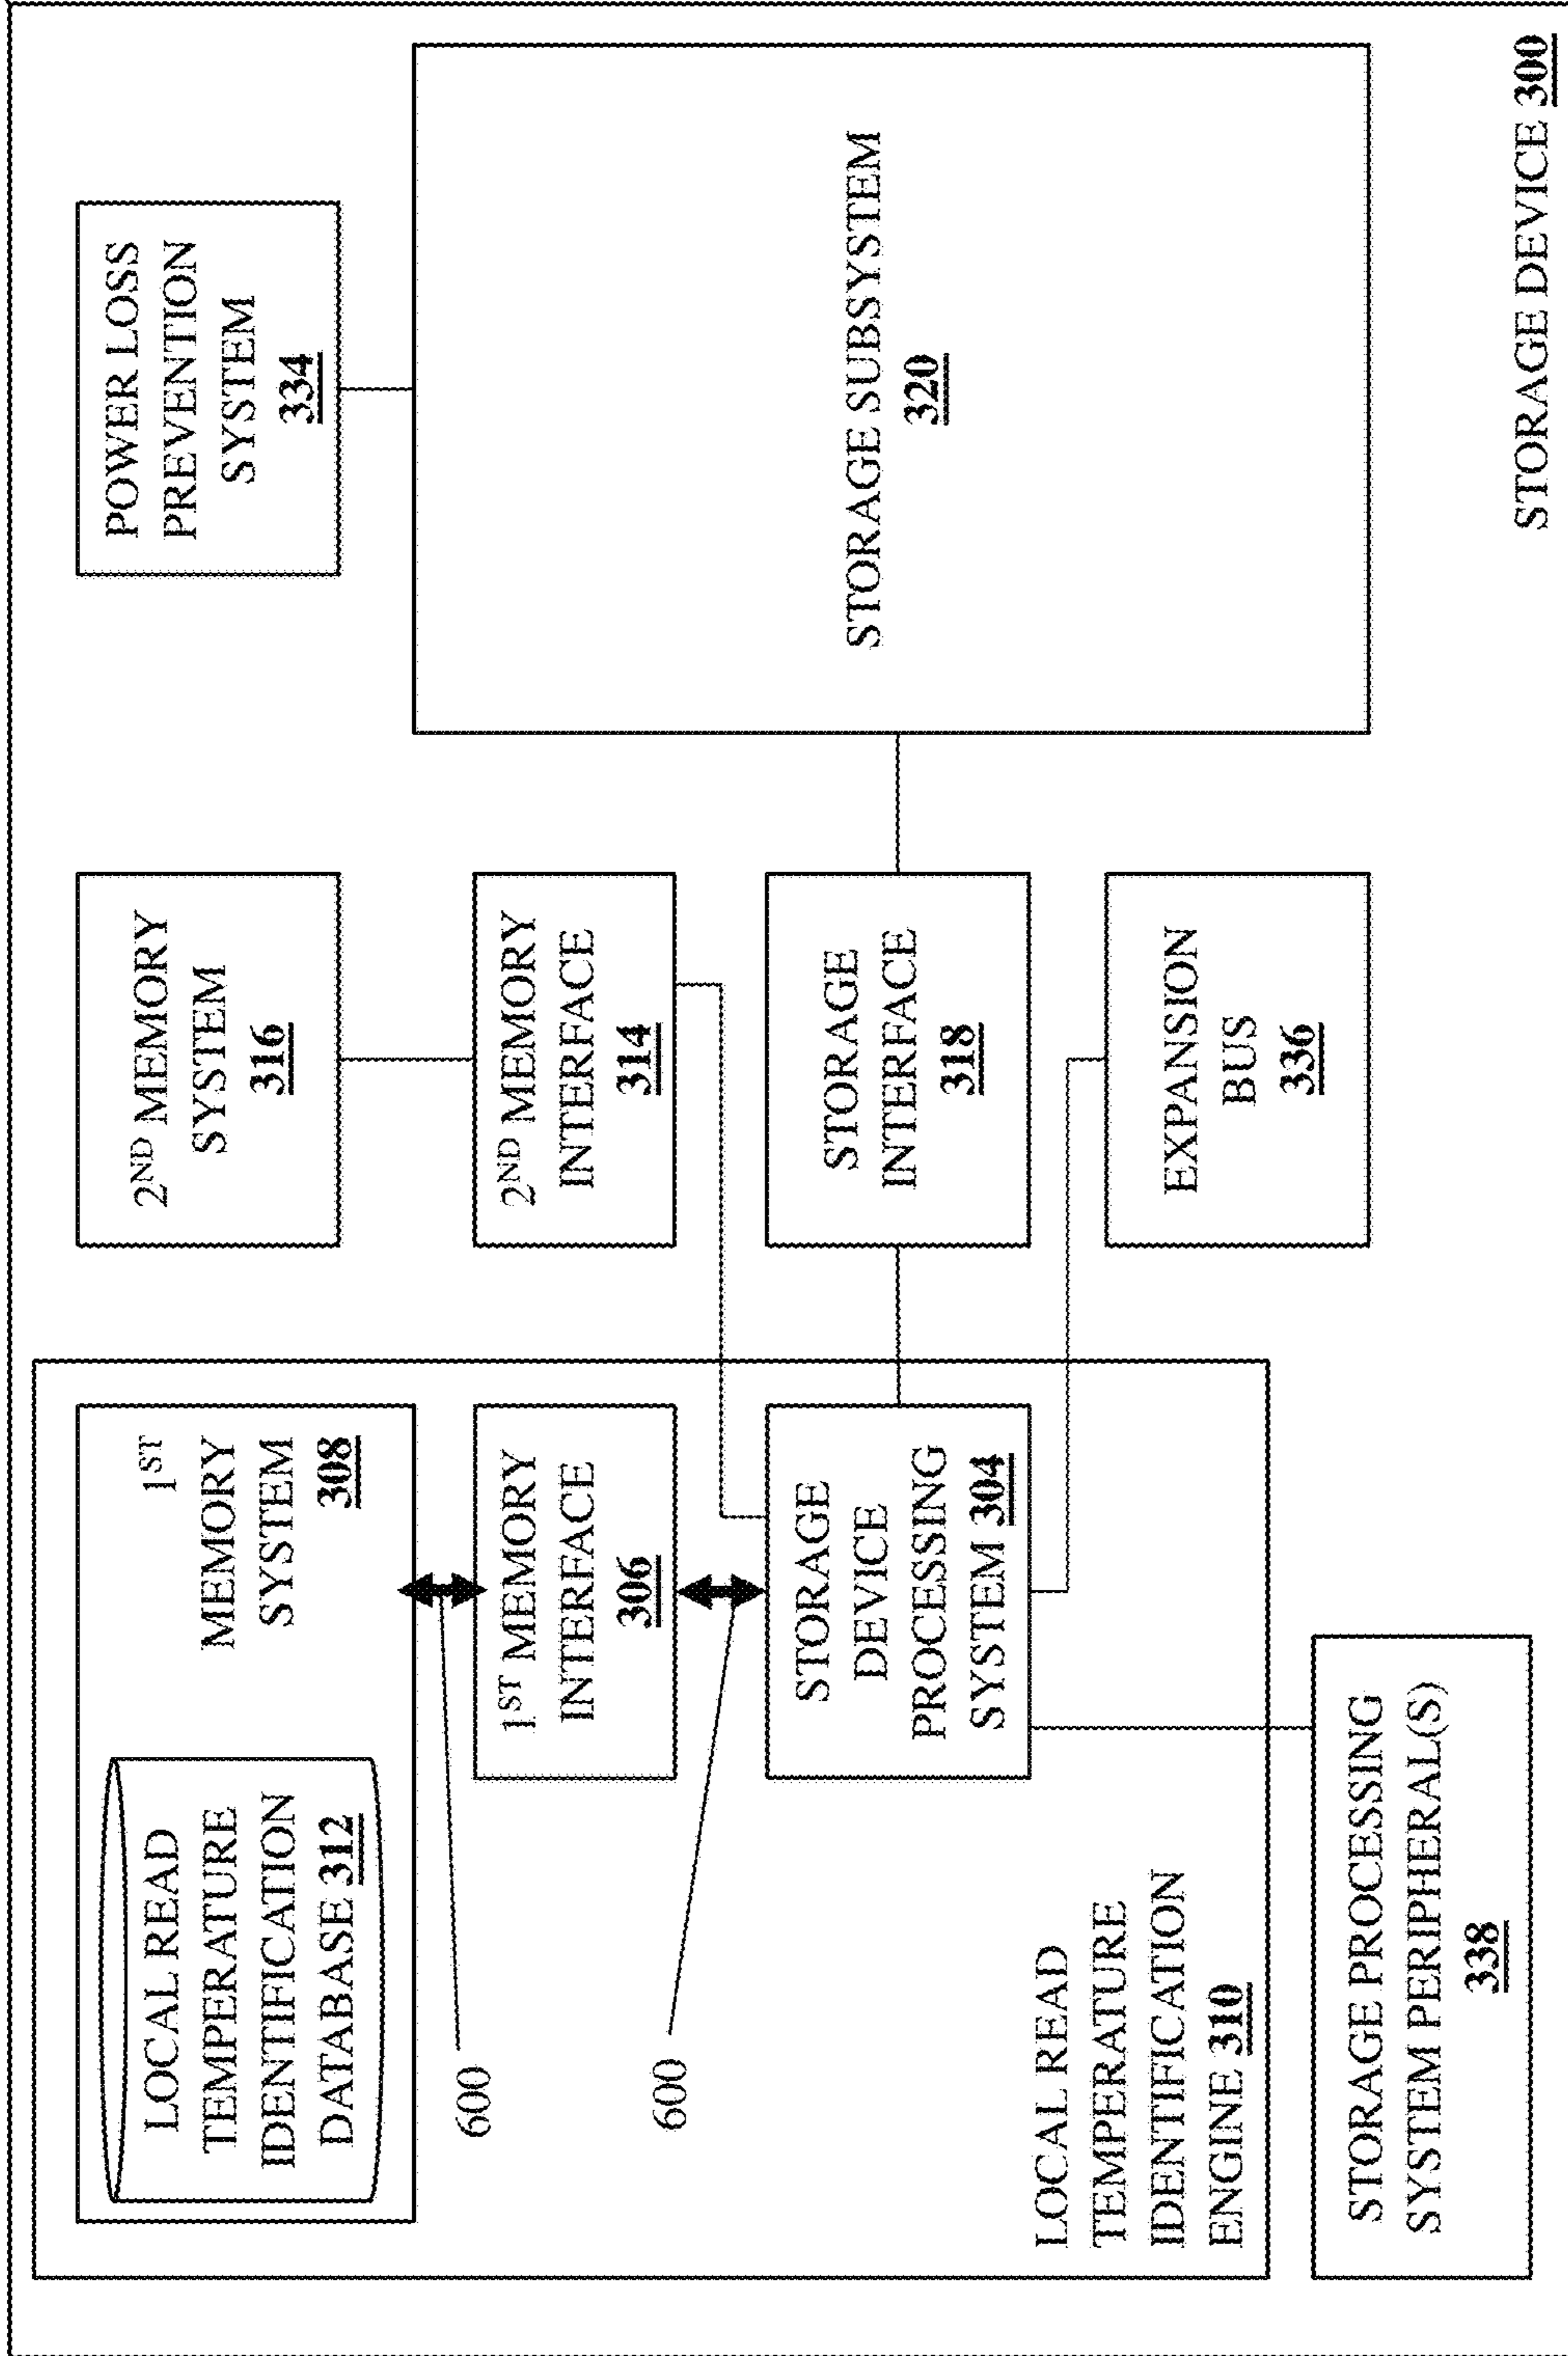 LOCAL READ
TEMPERATURE
IDENTIFICATION
DATABASE 312
1ST
MEMORY
SYSTEM
308
600
1ST MEMORY
INTERFACE
306
600
STORAGE
DEVICE
PROCESSING
SYSTEM 304
LOCAL READ
TEMPERATURE
IDENTIFICATION
ENGINE 310
STORAGE PROCESSING
SYSTEM PERIPHERAL(S)
338
2ND MEMORY
SYSTEM
316
2ND MEMORY
INTERFACE
314
STORAGE
INTERFACE
318
EXPANSION
BUS
336
POWER LOSS
PREVENTION
SYSTEM
334
STORAGE SUBSYSTEM
320
STORAGE DEVICE 300